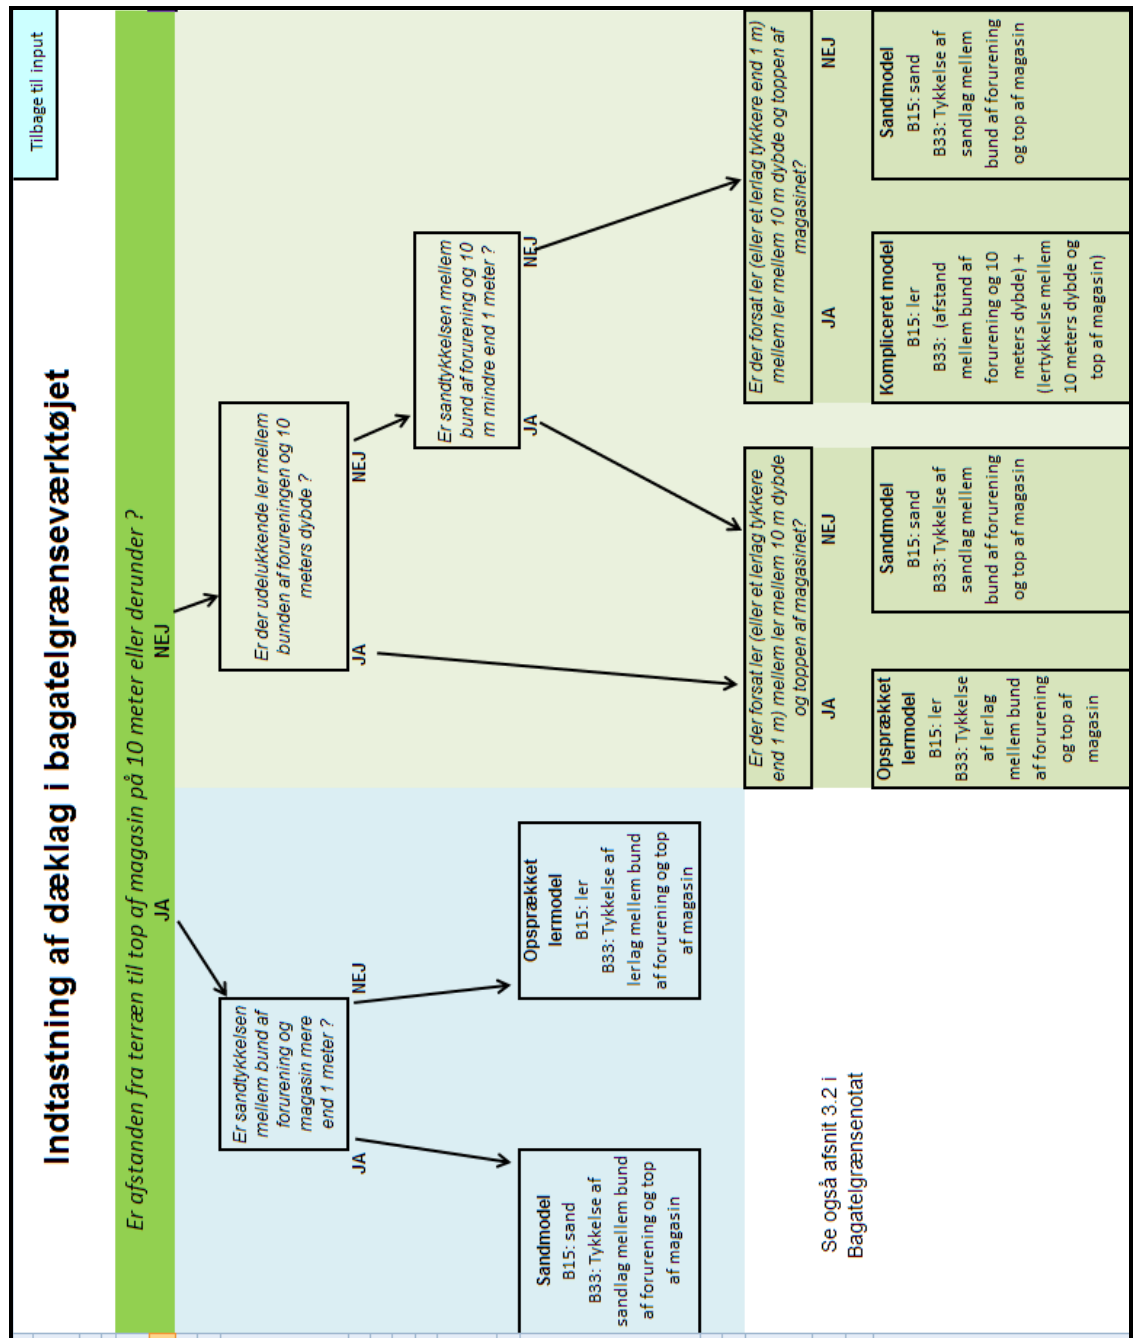 Tilbage til input
Indtastning af dæklag i bagatelgrænseværktøjet
Er afstanden fra terræn til top af magasin på 10 meter eller derunder ?
JA
NEJ
Er sandtykkelsen
mellem bund af
forurening og
magasin mere
end 1 meter ?
JA
NEJ
Sandmodel
B15: sand
B33: Tykkelse af
sandlag mellem bund
af forurening og top
af magasin
Opsprækket
lermodel
B15: ler
B33: Tykkelse af
lerlag mellem bund
af forurening og top
af magasin
Er der udelukkende ler mellem
bunden af forureningen og 10
meters dybde ?
JA
NEJ
Er sandtykkelsen mellem
bund af forurening og 10
m mindre end 1 meter ?
JA
NEJ
Er der forsat ler (eller et lerlag tykkere
end 1 m) mellem ler mellem 10 m dybde
og toppen af magasinet?
JA
NEJ
Er der forsat ler (eller et lerlag tykkere end 1 m)
mellem ler mellem 10 m dybde og toppen af
magasinet?
JA
NEJ
Opsprækket
lermodel
B15: ler
B33: Tykkelse
af lerlag
mellem bund
af forurening
og top af
magasin
Sandmodel
B15: sand
B33: Tykkelse af
sandlag mellem
bund af forurening
og top af magasin
Kompliceret model
B15: ler
B33: (afstand
mellem bund af
forurening og 10
meters dybde) +
(lertykkelse mellem
10 meters dybde og
top af magasin)
Sandmodel
B15: sand
B33: Tykkelse af
sandlag mellem
bund af forurening
og top af magasin
Se også afsnit 3.2 i
Bagatelgrænsenotat